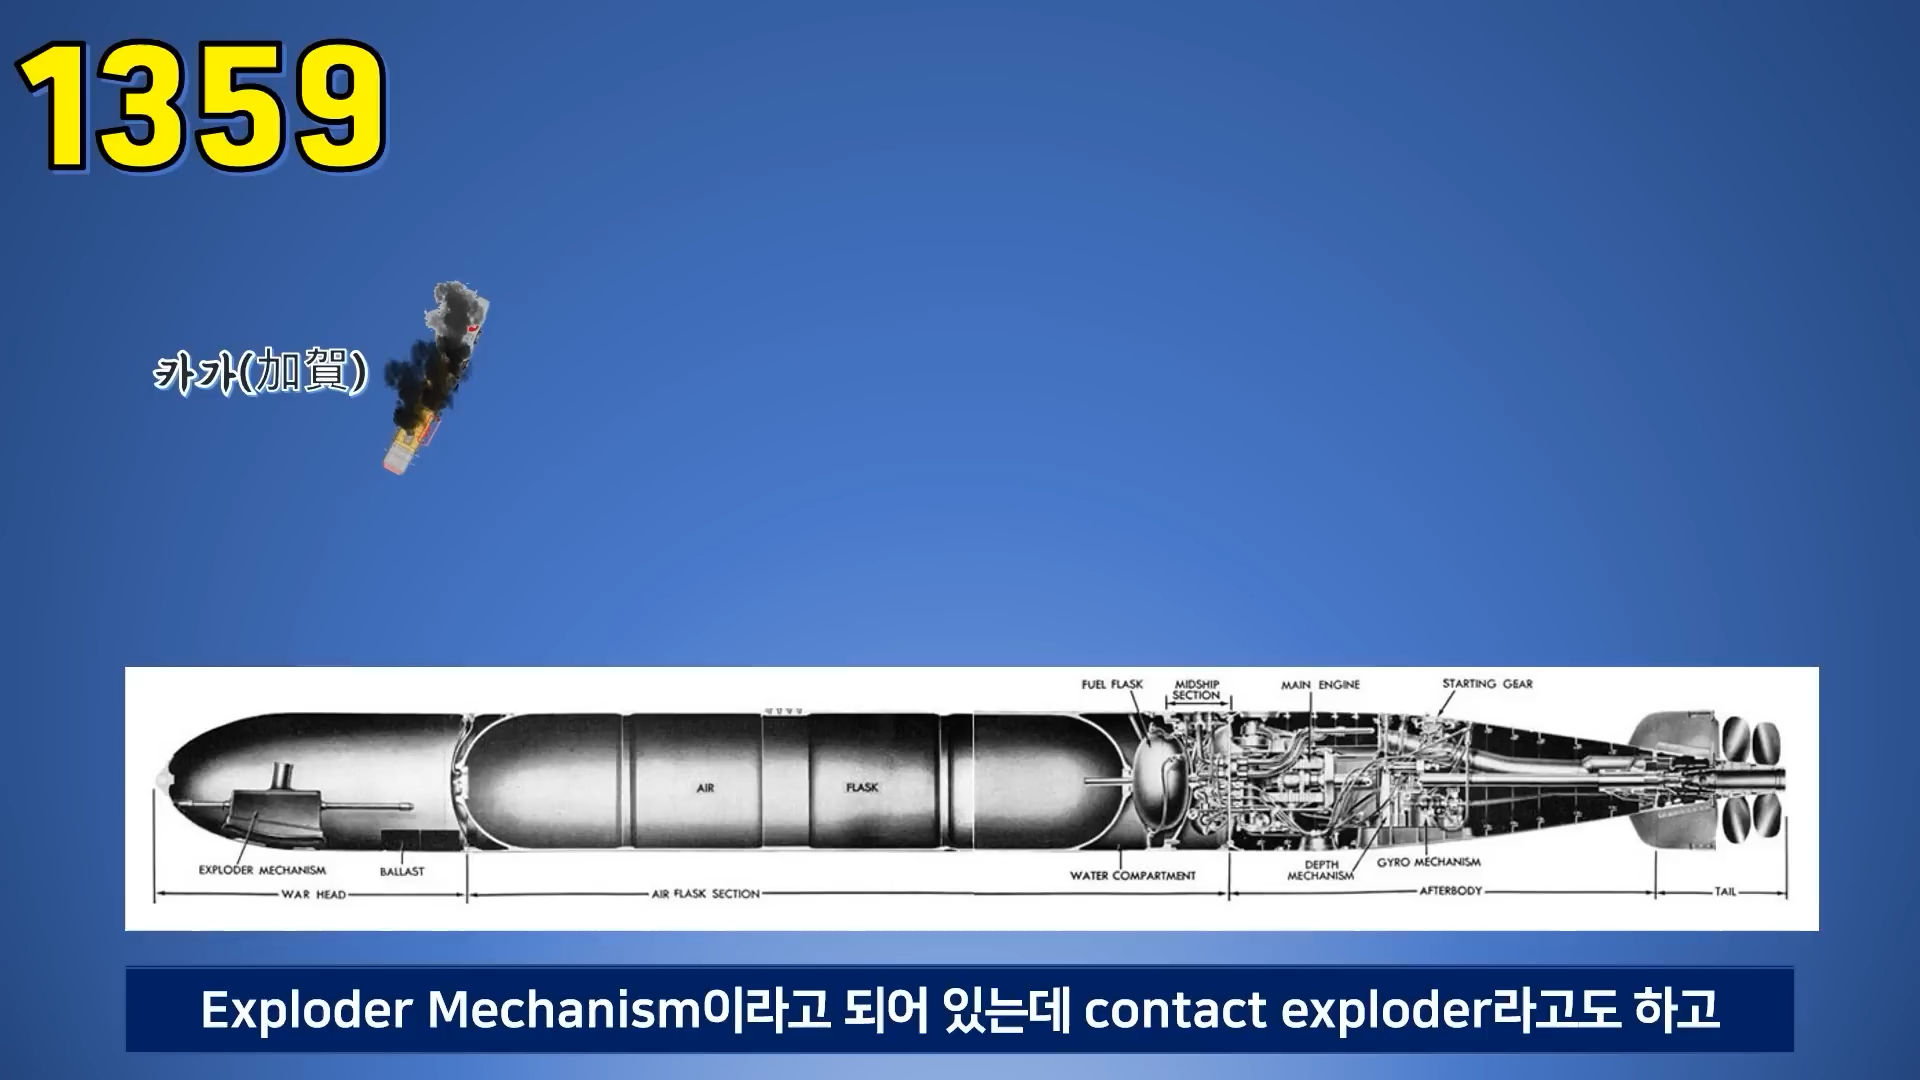 1359
카가(加賀)
FUEL FLASK
MIDSHIP
SECTION
MAIN ENGINE
STARTING GEAR
AIR
FLASK
EXPLODER MECHANISM
BALLAST
WATER COMPARTMENT
DEPTH
MECHANISM
GYRO MECHANISM
WAR HEAD
AIR FLASK SECTION
AFTERBODY
TAIL
Exploder Mechanism이라고 되어 있는데 contact exploder라고도 하고